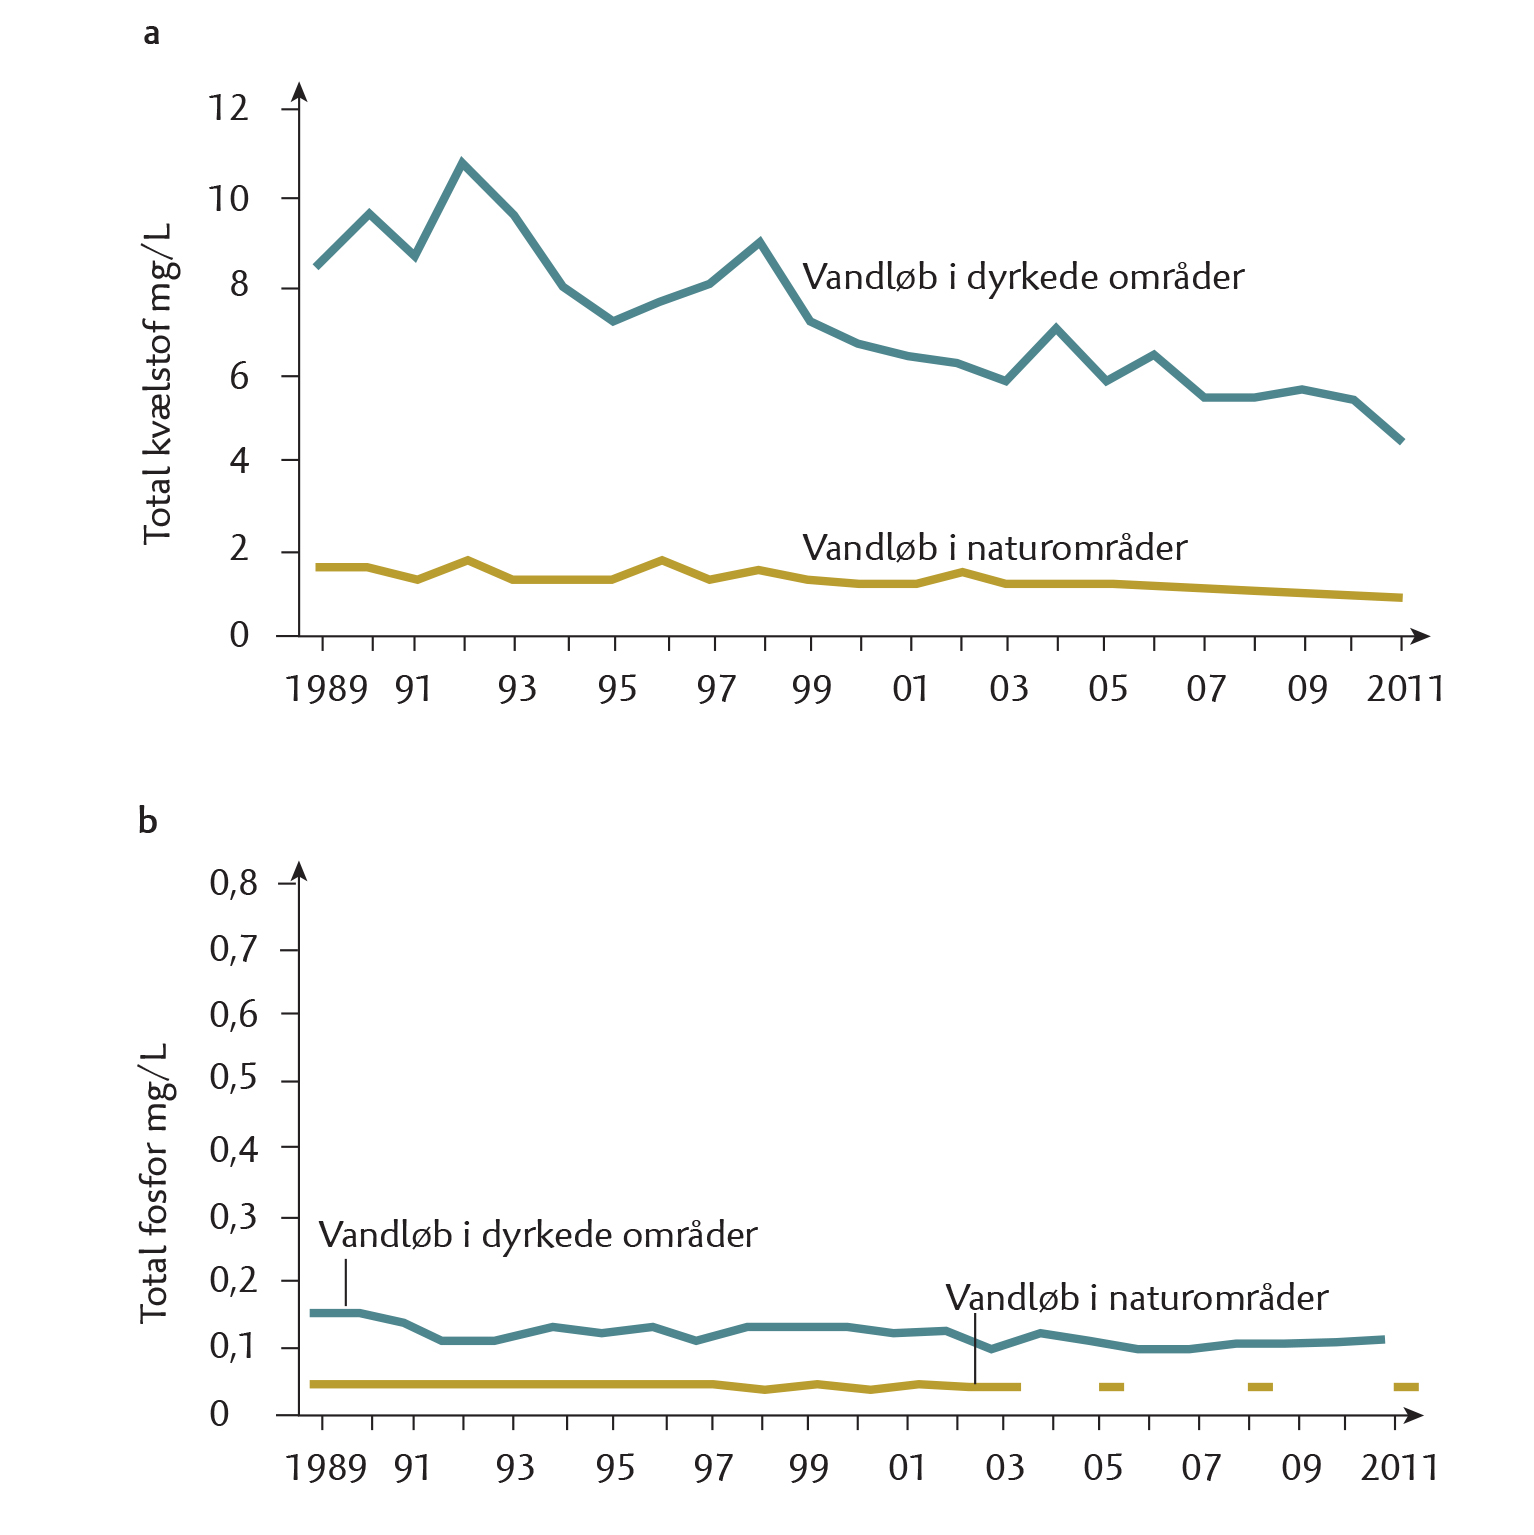 a
Total kvælstof mg/L
12
10
8
6
4
2
0
Vandløb i dyrkede områder
Vandløb i naturområder
1989 91 93 95 97 99 01 03 05 07 09 2011
b
Total fosfor mg/L
0,8
0,7
0,6
0,5
0,4
0,3
0,2
0,1
0
Vandløb i dyrkede områder
Vandløb i naturområder
1989 91 93 95 97 99 01 03 05 07 09 2011